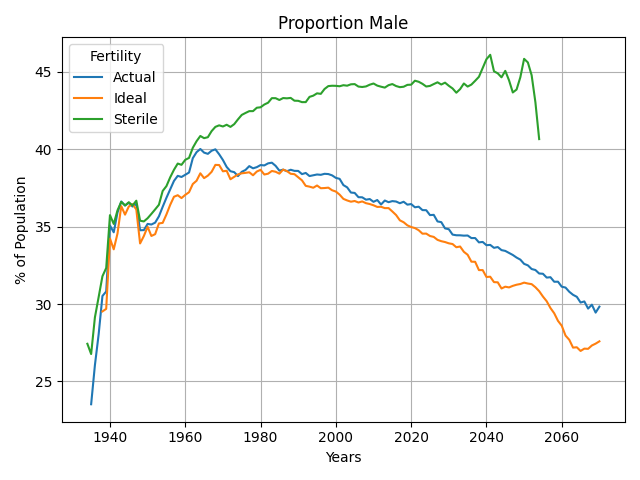 Proportion Male
Fertility
Actual
Ideal
Sterile
% of Population
45
40
35
30
25
1940 1960 1980 2000 2020 2040 2060
Years